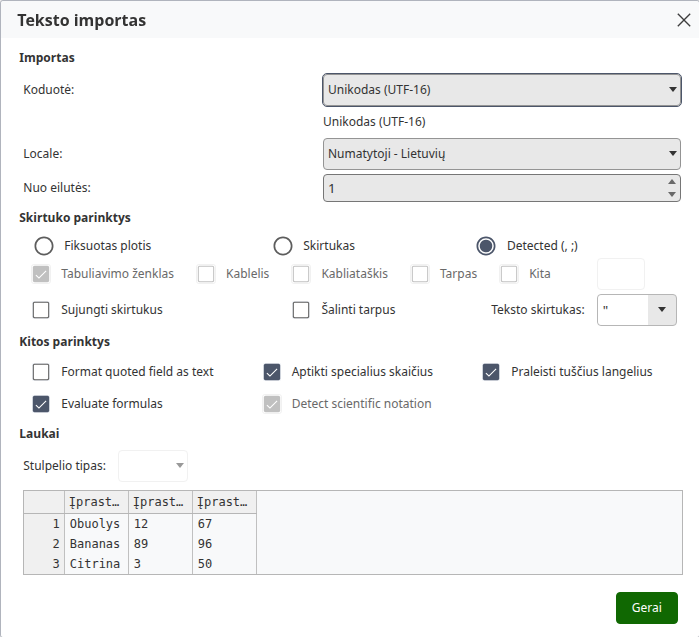 Teksto importas
Importas
Koduotė: Unikodas (UTF-16)
Unikodas (UTF-16)
Locale: Numatytoji - Lietuvių
Nuo eilutės: 1
Skirtuko parinktys
Fiksuotas plotis Skirtukas Detected (, ;)
Tabuliavimo ženklas Kablelis Kabliataškis Tarpas Kita
Sujungti skirtukus Šalinti tarpus Teksto skirtukas: "
Kitos parinktys
Format quoted field as text Aptikti specialius skaičius Praleisti tuščius langelius
Evaluate formulas Detect scientific notation
Laukai
Stulpelio tipas:
Įprast… Įprast… Įprast…
1 Obuolys 12 67
2 Bananas 89 96
3 Citrina 3 50
Gerai